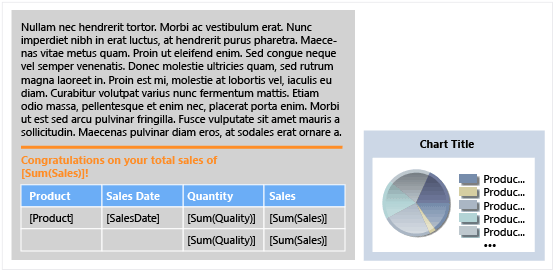 Nullam nec hendrerit tortor. Morbi ac vestibulum erat. Nunc
imperdiet nibh in erat luctus, at hendrerit purus pharetra. Maece-
nas vitae metus quam. Proin ut eleifend enim. Sed congue neque
vel semper venenatis. Donec molestie ultricies quam, sed rutrum
magna laoreet in. Proin est mi, molestie at lobortis vel, iaculis eu
diam. Curabitur volutpat varius nunc fermentum mattis. Etiam
odio massa, pellentesque et enim nec, placerat porta enim. Morbi
ut est sed arcu pulvinar fringilla. Fusce vulputate sit amet mauris a
sollicitudin. Maecenas pulvinar diam eros, at sodales erat ornare a.
Congratulations on your total sales of
[Sum(Sales)]!
Product Sales Date Quantity Sales
[Product] [SalesDate] [Sum(Quality)] [Sum(Sales)]
[Sum(Quality)] [Sum(Sales)]
Chart Title
Produc...
Produc...
Produc...
Produc...
Produc...
•••